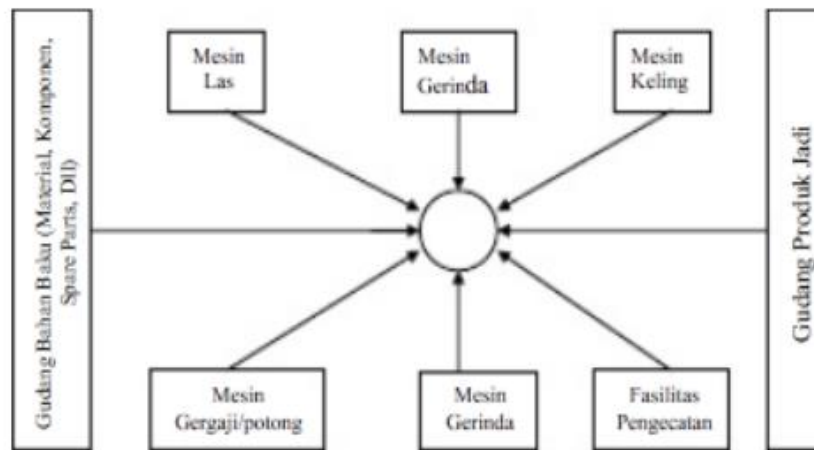 Gudang Bahan Baku (Material, Komponen,
Spare Parts, Dll)
Mesin
Las
Mesin
Gerinda
Mesin
Keling
Mesin
Gergaji/potong
Mesin
Gerinda
Fasilitas
Pengecatan
Gudang Produk Jadi